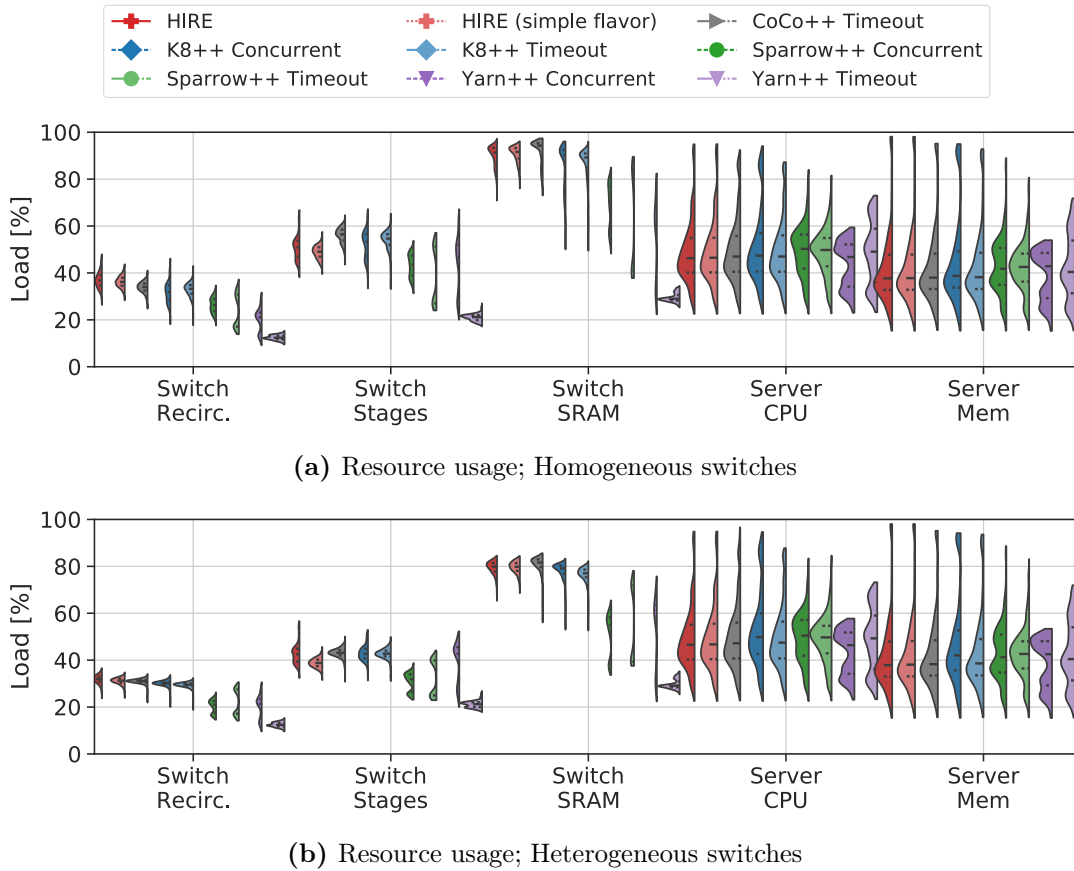 HIRE HIRE (simple flavor) CoCo++ Timeout
K8++ Concurrent K8++ Timeout Sparrow++ Concurrent
Sparrow++ Timeout Yarn++ Concurrent Yarn++ Timeout
Load [%]
100
80
60
40
20
0
Switch Switch Switch Server Server
Recirc. Stages SRAM CPU Mem
(a) Resource usage; Homogeneous switches
Load [%]
100
80
60
40
20
0
Switch Switch Switch Server Server
Recirc. Stages SRAM CPU Mem
(b) Resource usage; Heterogeneous switches